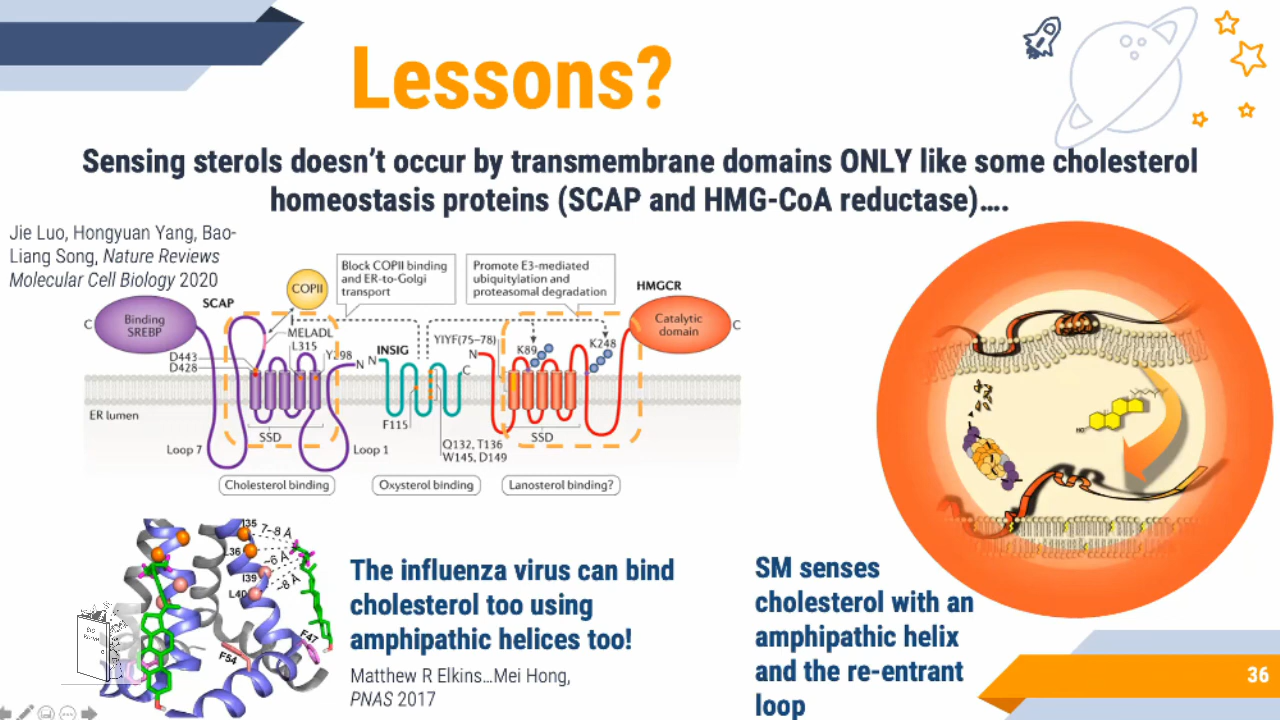 Lessons?
Sensing sterols doesn't occur by transmembrane domains ONLY like some cholesterol
homeostasis proteins (SCAP and HMG-CoA reductase)....
Jie Luo, Hongyuan Yang, Bao-
Liang Song, Nature Reviews
Molecular Cell Biology 2020
Block COPII binding
and ER-to-Golgi
transport
Promote E3-mediated
ubiquitylation and
proteasomal degradation
COPII
SCAP
HMGCR
C
Binding
SREBP
MELADL
L315
D443
D428
Y298
N
N
INSIG
C
YIYF(75–78)
N
K89
K248
Catalytic
domain
C
ER lumen
F115
SSD
SSD
Loop 7
Loop 1
Q132, T136
W145, D149
Cholesterol binding
Oxysterol binding
Lanosterol binding?
HO
I35
7–8 Å
L36
~6 Å
I39
~8 Å
L40
F47
F54
The influenza virus can bind
cholesterol too using
amphipathic helices too!
Matthew R Elkins...Mei Hong,
PNAS 2017
SM senses
cholesterol with an
amphipathic helix
and the re-entrant
loop
36